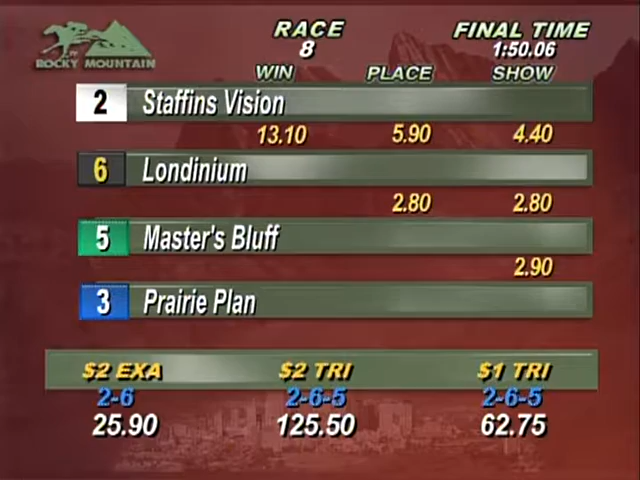 RACE
8
FINAL TIME
1:50.06
ROCKY MOUNTAIN
WIN PLACE SHOW
2 Staffins Vision
13.10 5.90 4.40
6 Londinium
2.80 2.80
5 Master's Bluff
2.90
3 Prairie Plan
$2 EXA $2 TRI $1 TRI
2-6 2-6-5 2-6-5
25.90 125.50 62.75